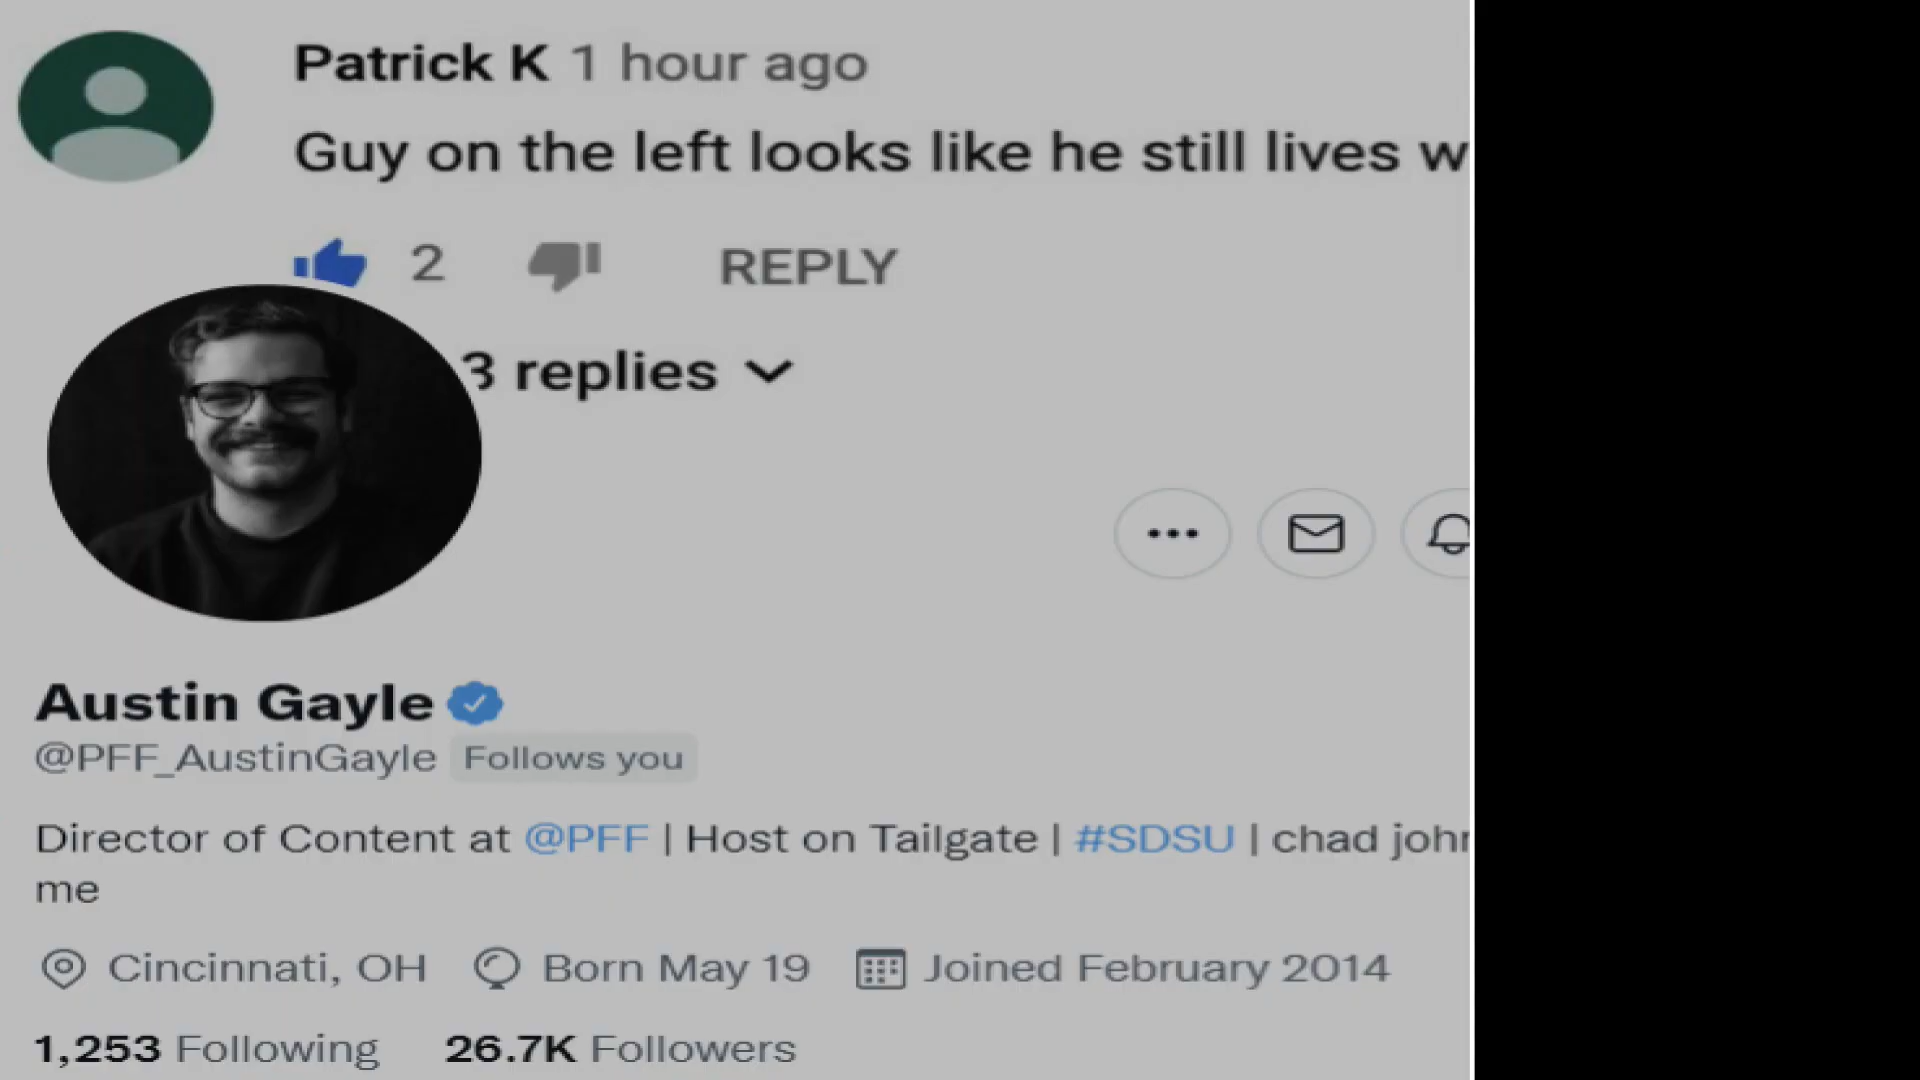 Patrick K 1 hour ago
Guy on the left looks like he still lives
2 REPLY
3 replies
Austin Gayle
@PFF_AustinGayle Follows you
Director of Content at @PFF | Host on Tailgate | #SDSU | chad
me
Cincinnati, OH Born May 19 Joined February 2014
1,253 Following 26.7K Followers